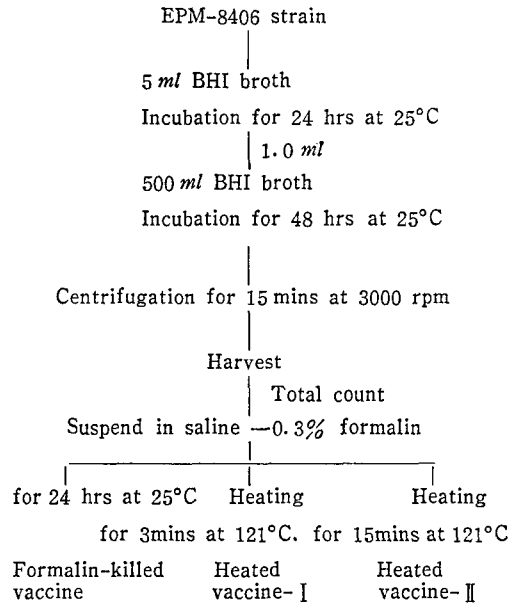 EPM-8406 strain
5 ml BHI broth
Incubation for 24 hrs at 25°C
1.0 ml
500 ml BHI broth
Incubation for 48 hrs at 25°C
Centrifugation for 15 mins at 3000 rpm
Harvest
Total count
Suspend in saline —0.3% formalin
for 24 hrs at 25°C Heating Heating
for 3mins at 121°C. for 15mins at 121°C
Formalin-killed Heated Heated
vaccine vaccine-Ⅰ vaccine-Ⅱ